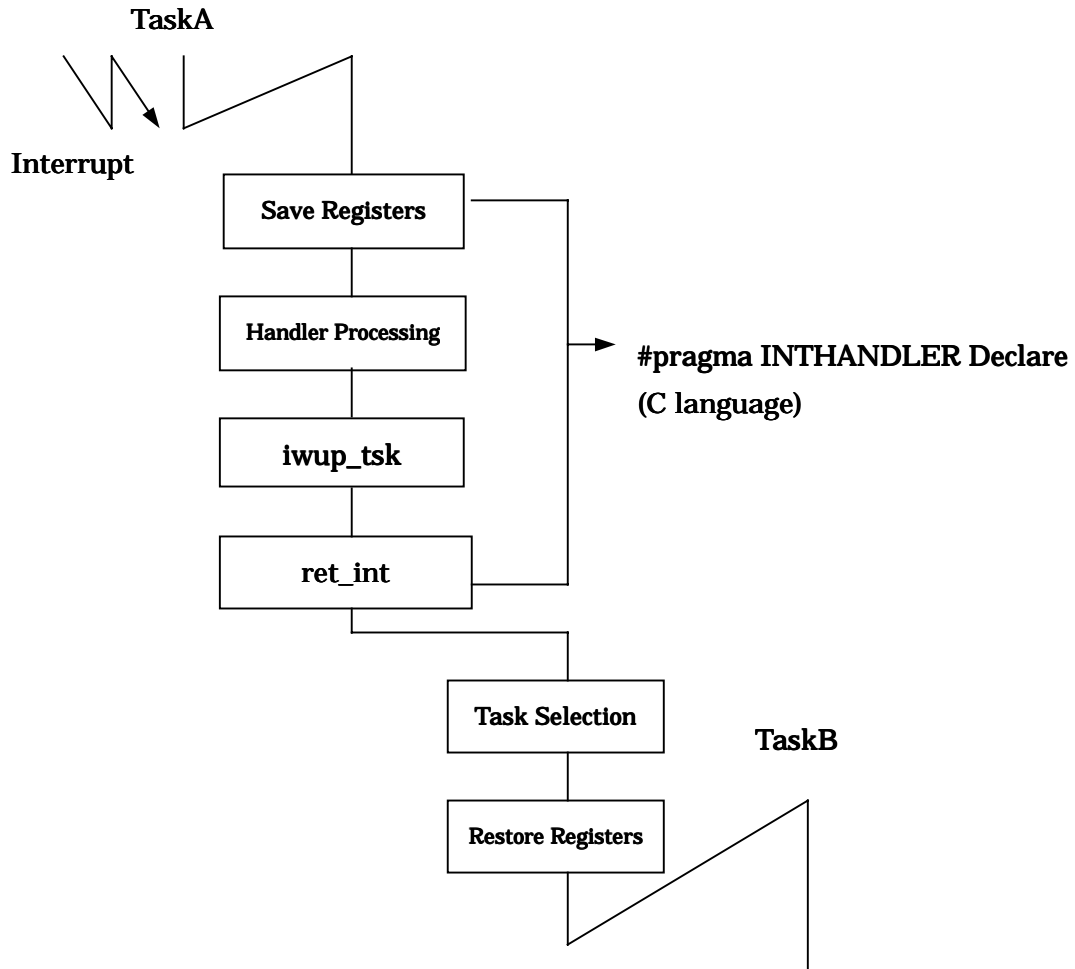 TaskA
Interrupt
Save Registers
Handler Processing
#pragma INTHANDLER Declare
(C language)
iwup_tsk
ret_int
Task Selection
TaskB
Restore Registers